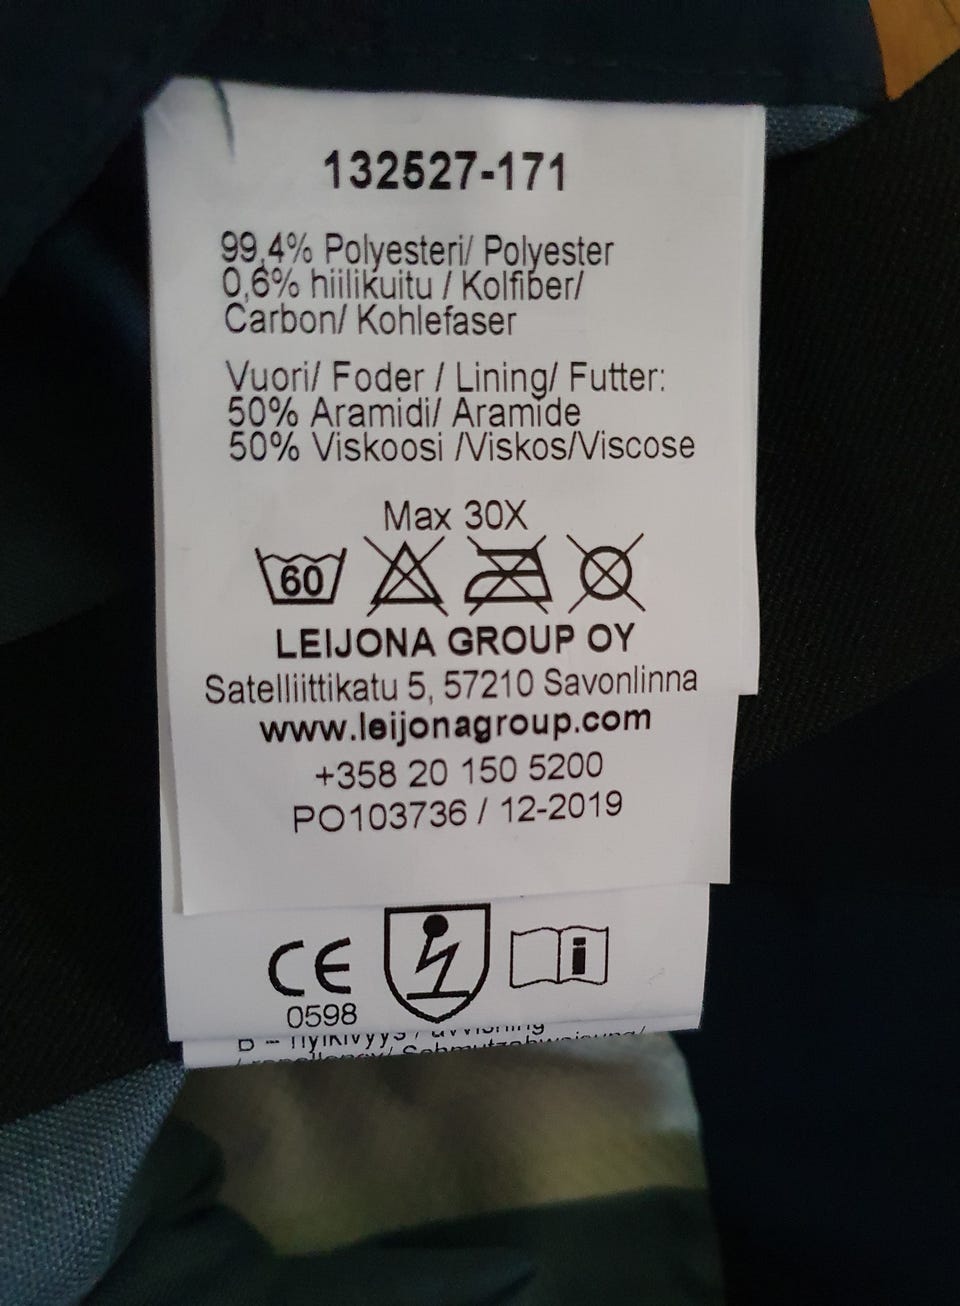 132527-171
99,4% Polyesteri/ Polyester
0,6% hiilikuitu / Kolfiber/
Carbon/ Kohlefaser
Vuori/ Foder / Lining/ Futter:
50% Aramidi/ Aramide
50% Viskoosi /Viskos/Viscose
Max 30X
60
LEIJONA GROUP OY
Satelliittikatu 5, 57210 Savonlinna
www.leijonagroup.com
+358 20 150 5200
PO103736 / 12-2019
CE
i
0598